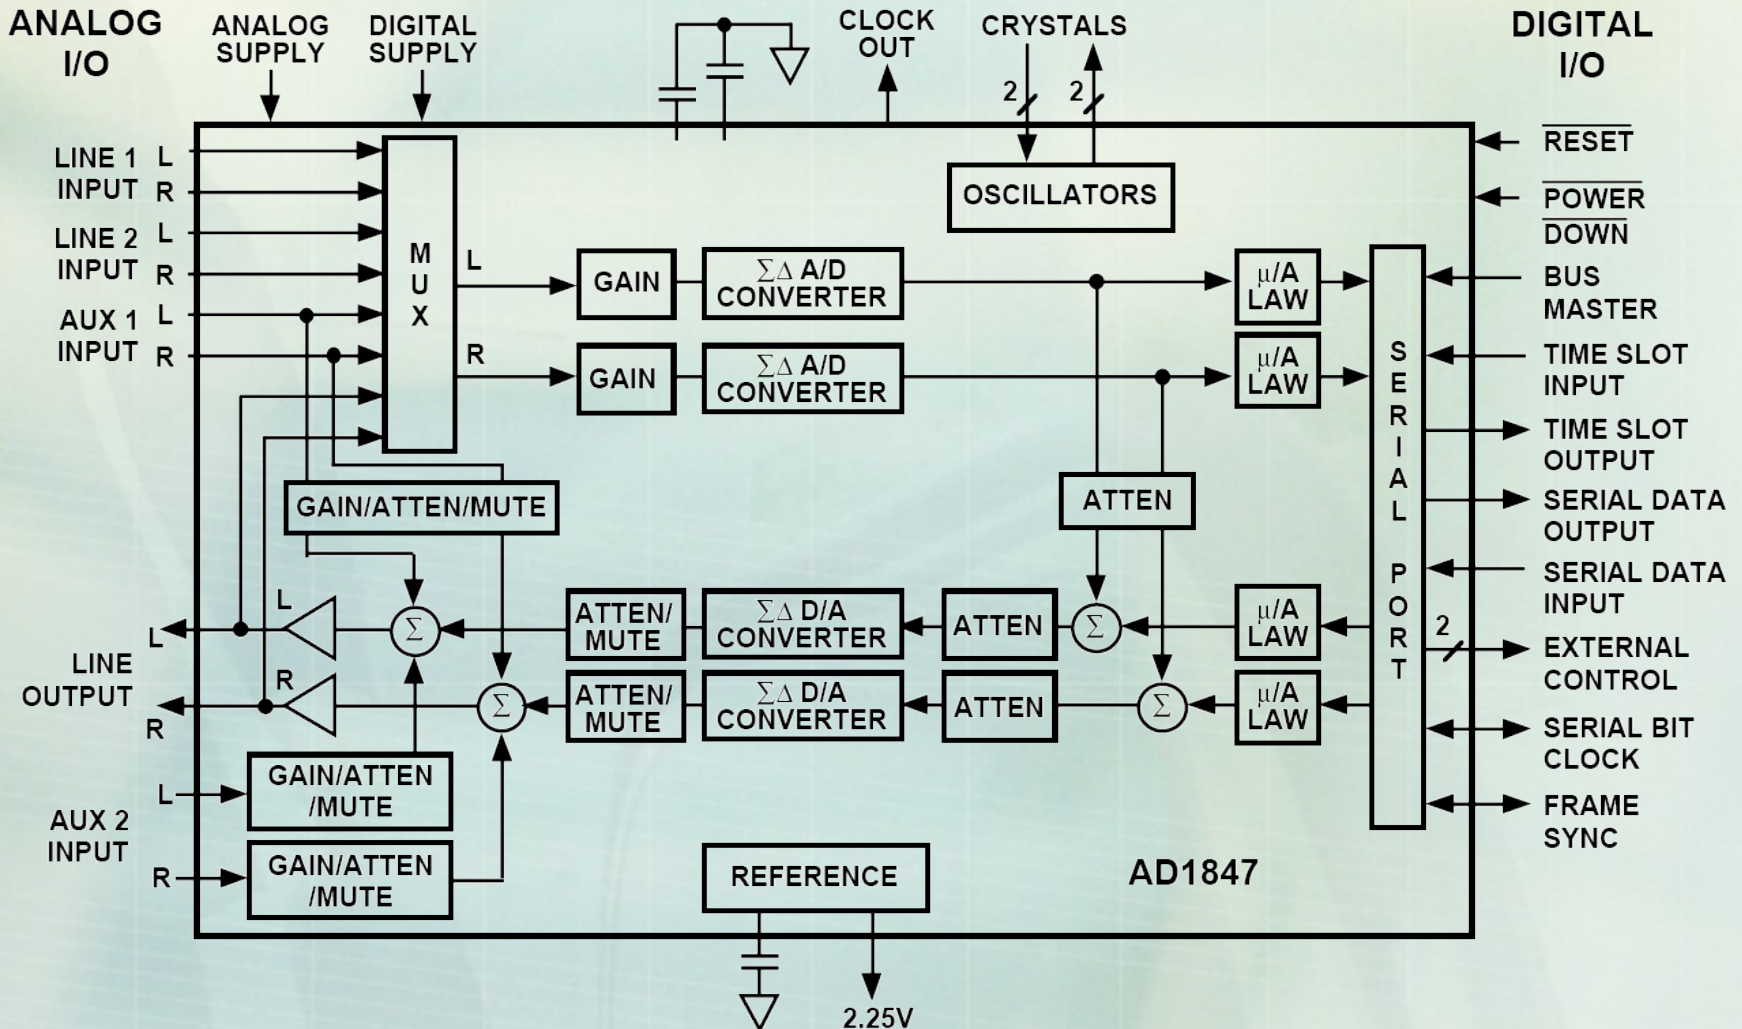 ANALOG
I/O
ANALOG
SUPPLY
DIGITAL
SUPPLY
CLOCK
OUT
CRYSTALS
DIGITAL
I/O
2
2
LINE 1
INPUT
L
R
LINE 2
INPUT
L
R
AUX 1
INPUT
L
R
M
U
X
L
R
OSCILLATORS
GAIN
ΣΔ A/D
CONVERTER
μ/A
LAW
GAIN
ΣΔ A/D
CONVERTER
μ/A
LAW
S
E
R
I
A
L
P
O
R
T
RESET
POWER
DOWN
BUS
MASTER
TIME SLOT
INPUT
TIME SLOT
OUTPUT
SERIAL DATA
OUTPUT
SERIAL DATA
INPUT
2
EXTERNAL
CONTROL
SERIAL BIT
CLOCK
FRAME
SYNC
GAIN/ATTEN/MUTE
ATTEN
L
L
Σ
ATTEN/
MUTE
ΣΔ D/A
CONVERTER
ATTEN
Σ
μ/A
LAW
LINE
OUTPUT
R
R
Σ
ATTEN/
MUTE
ΣΔ D/A
CONVERTER
ATTEN
Σ
μ/A
LAW
AUX 2
INPUT
L
R
GAIN/ATTEN
/MUTE
GAIN/ATTEN
/MUTE
REFERENCE
AD1847
2.25V